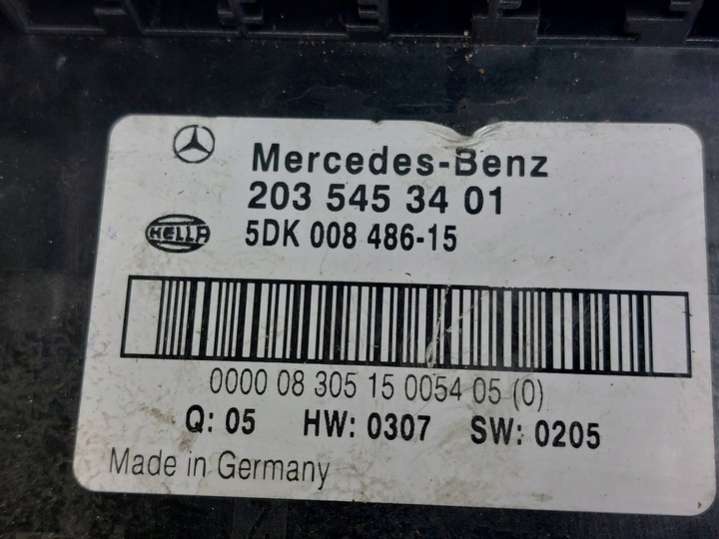 Mercedes-Benz
203 545 34 01
HELLA
5DK 008 486-15
0000 08 305 15 0054 05 (0)
Q: 05 HW: 0307 SW: 0205
Made in Germany